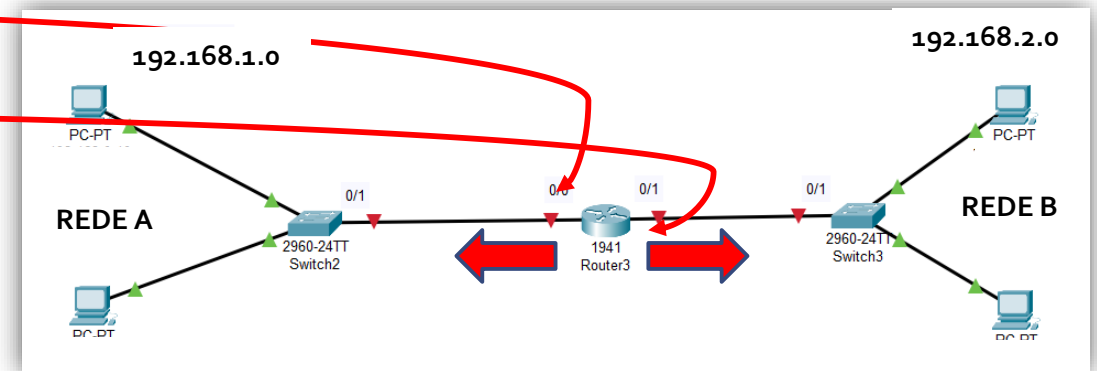 192.168.1.0
192.168.2.0
PC-PT
PC-PT
0/1
0/0
0/1
0/1
REDE A
REDE B
2960-24TT
Switch2
1941
Router3
2960-24TT
Switch3
PC-PT
PC-PT